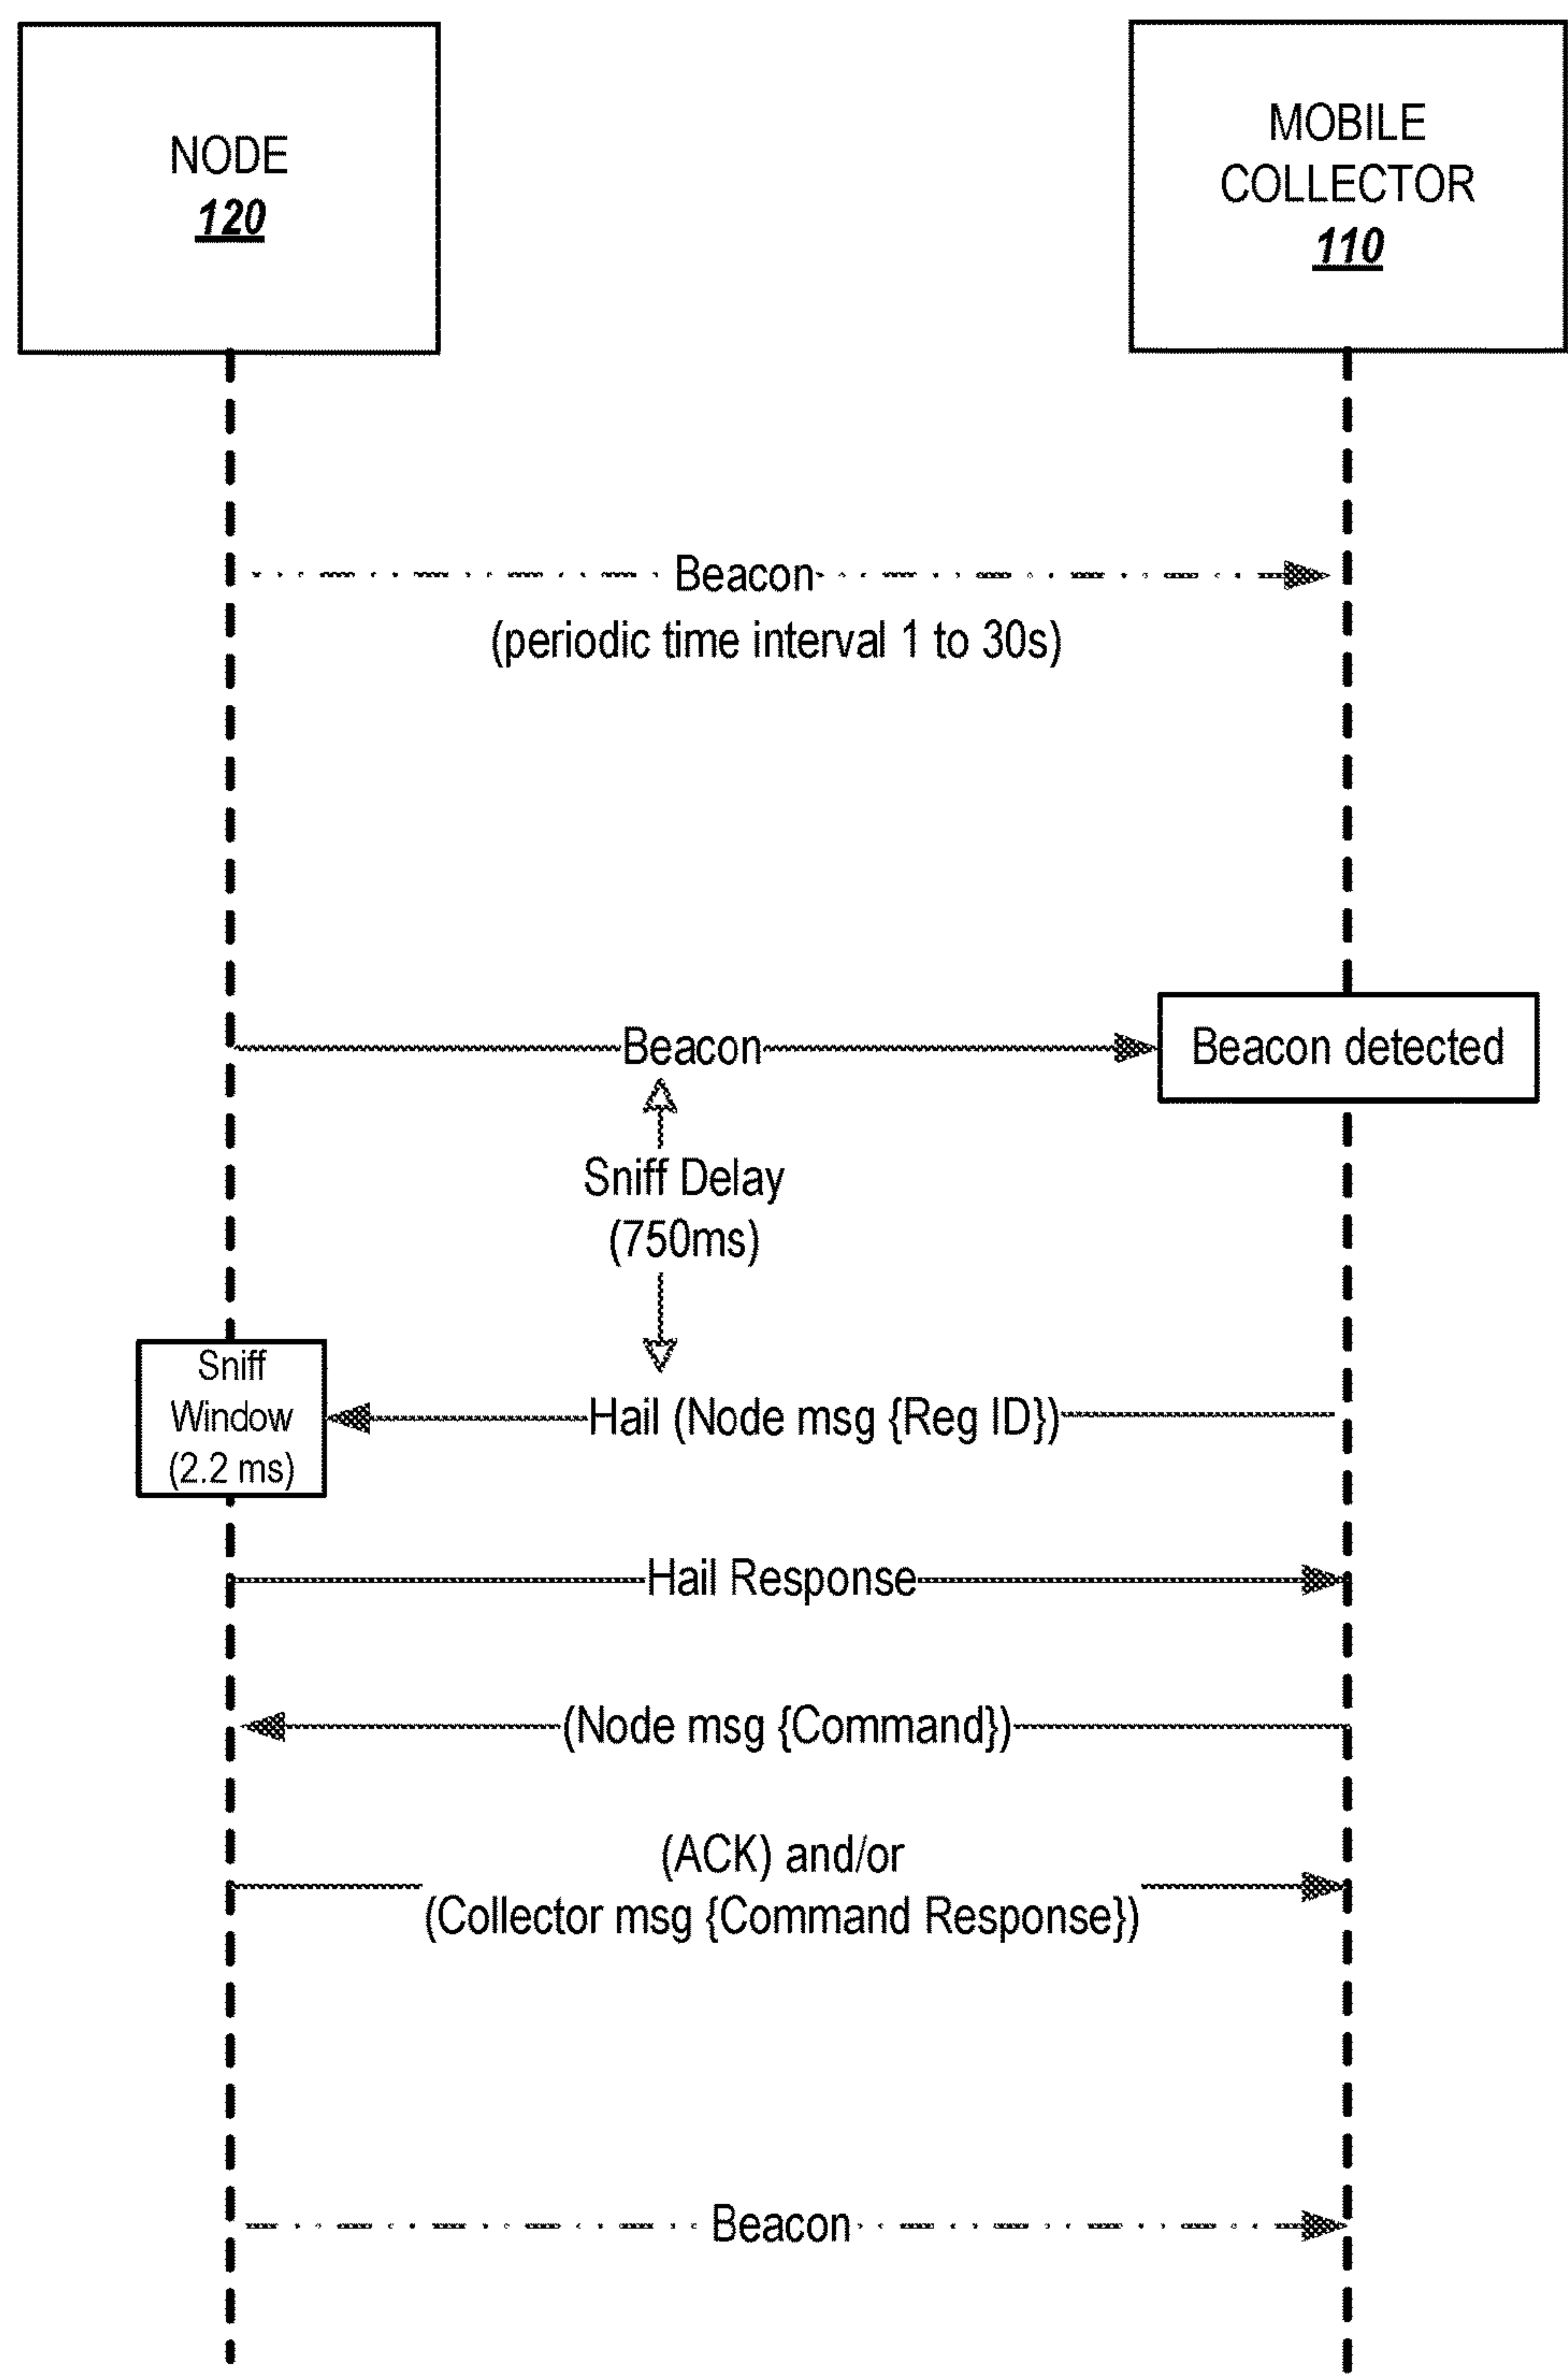 NODE
120
MOBILE
COLLECTOR
110
Beacon
(periodic time interval 1 to 30s)
Beacon
Beacon detected
Sniff Delay
(750ms)
Sniff
Window
(2.2 ms)
Hail (Node msg {Reg ID})
Hail Response
(Node msg {Command})
(ACK) and/or
(Collector msg {Command Response})
Beacon